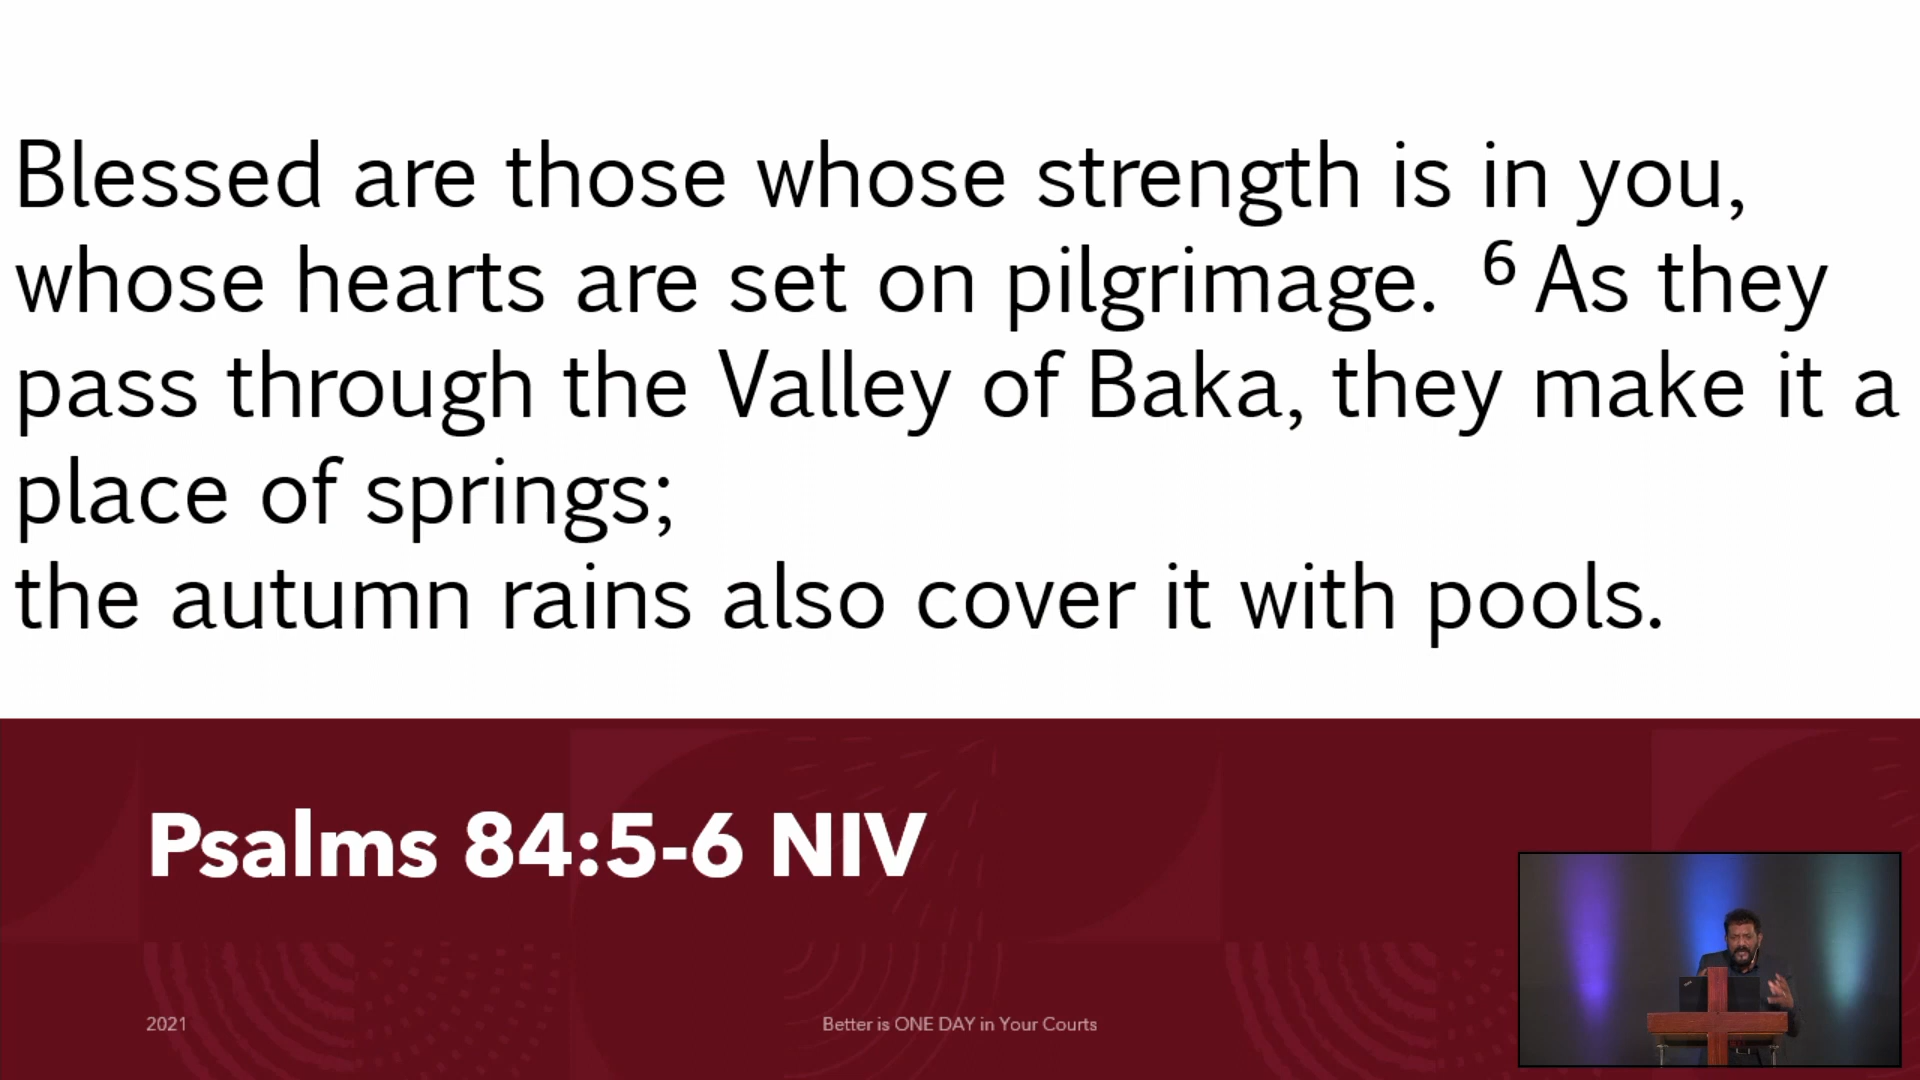 Blessed are those whose strength is in you,
whose hearts are set on pilgrimage. ⁶ As they
pass through the Valley of Baka, they make it a
place of springs;
the autumn rains also cover it with pools.
Psalms 84:5-6 NIV
2021
Better is ONE DAY in Your Courts